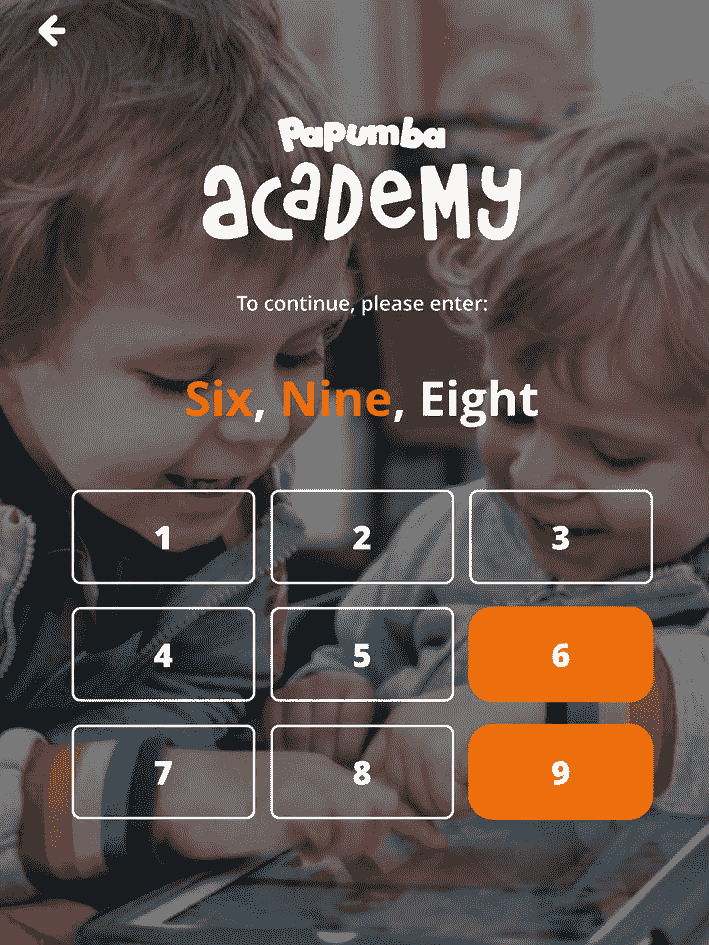 Papumba
academy
To continue, please enter:
Six, Nine, Eight
1 2 3
4 5 6
7 8 9